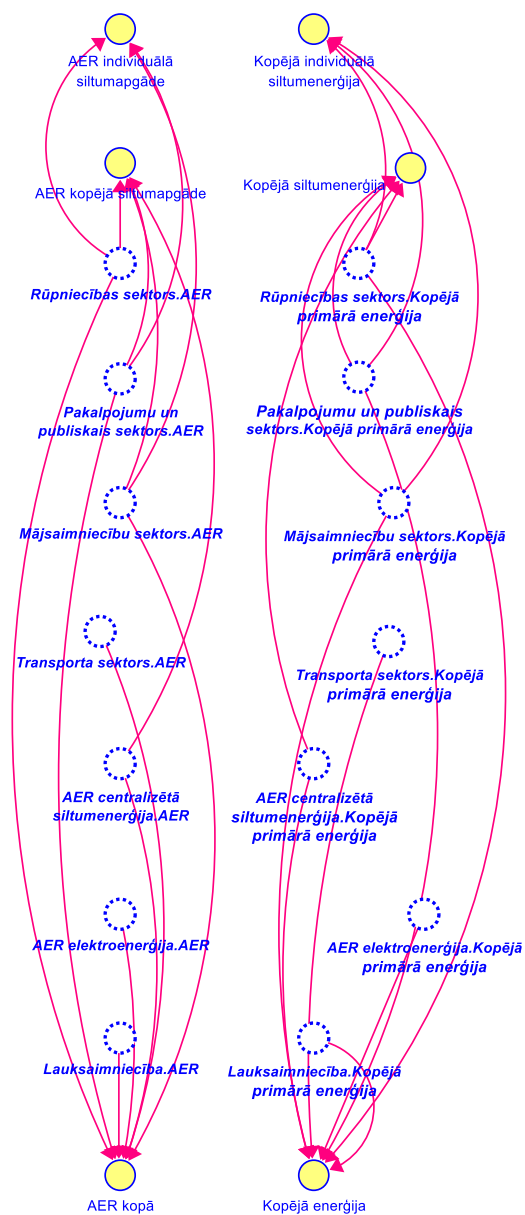 AER individuālā
siltumapgāde
Kopējā individuālā
siltumenerģija
AER kopējā siltumapgāde
Kopējā siltumenerģija
Rūpniecības sektors.AER
Rūpniecības sektors.Kopējā
primārā enerģija
Pakalpojumu un
publiskais sektors.AER
Pakalpojumu un publiskais
sektors.Kopējā primārā enerģija
Mājsaimniecību sektors.AER
Mājsaimniecību sektors.Kopējā
primārā enerģija
Transporta sektors.AER
Transporta sektors.Kopējā
primārā enerģija
AER centralizētā
siltumenerģija.AER
AER centralizētā
siltumenerģija.Kopējā
primārā enerģija
AER elektroenerģija.AER
AER elektroenerģija.Kopējā
primārā enerģija
Lauksaimniecība.AER
Lauksaimniecība.Kopējā
primārā enerģija
AER kopā
Kopējā enerģija